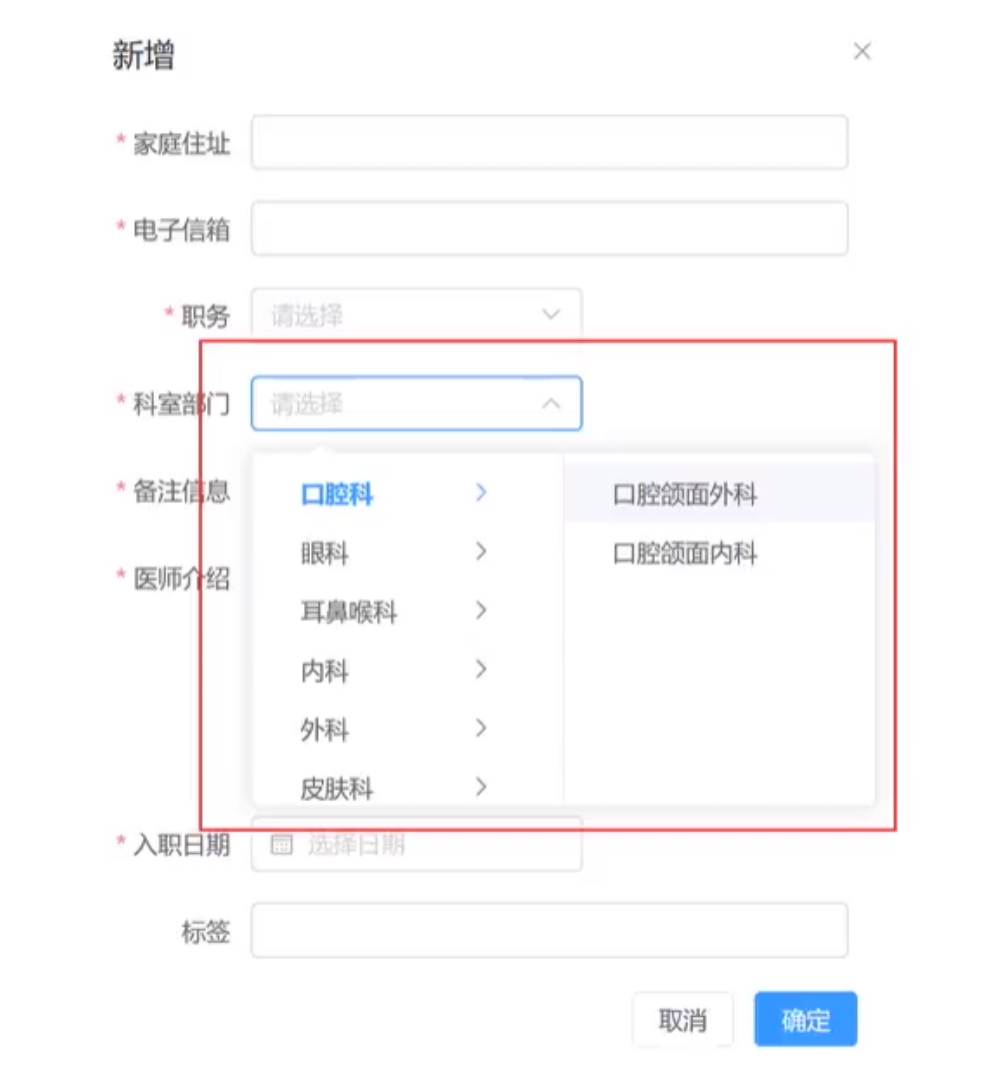 新增
* 家庭住址
* 电子信箱
* 职务 请选择
* 科室部门 请选择
* 备注信息
* 医师介绍
口腔科
眼科
耳鼻喉科
内科
外科
皮肤科
口腔颌面外科
口腔颌面内科
* 入职日期 选择日期
标签
取消 确定